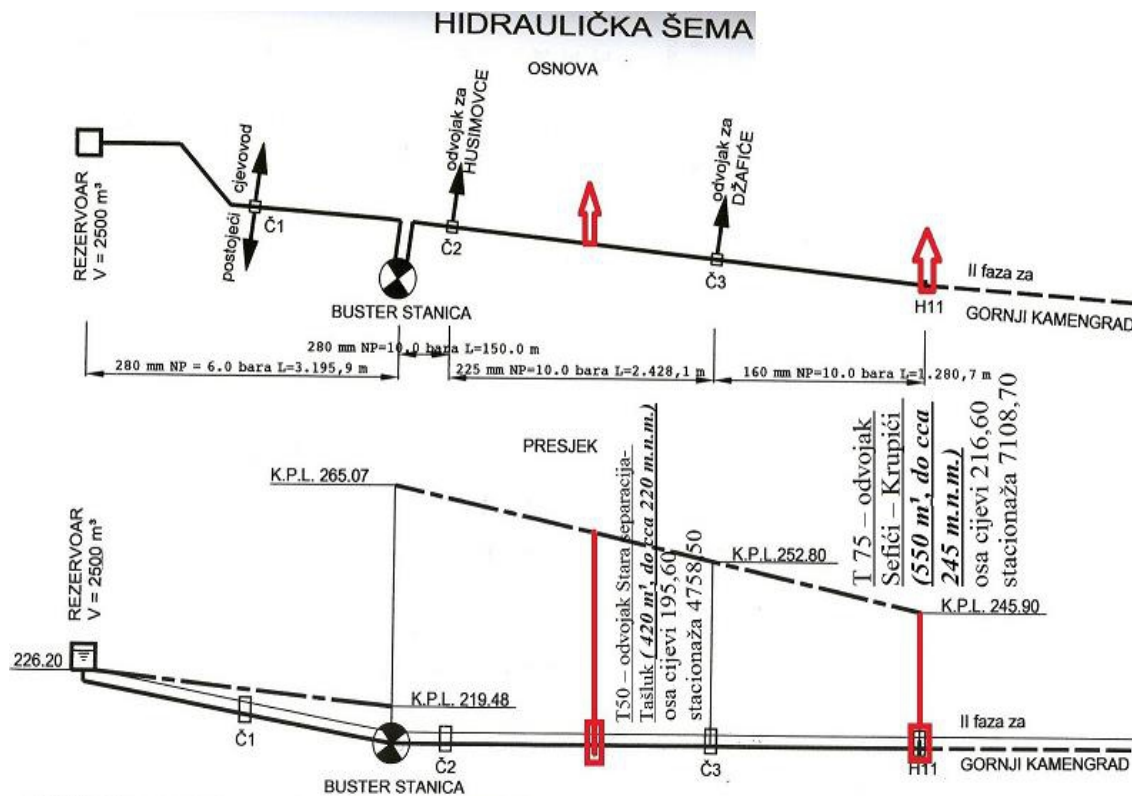 HIDRAULIČKA ŠEMA
OSNOVA
REZERVOAR
V = 2500 m³
postojeći
cjevovod
Č1
BUSTER STANICA
odvojak za
HUSIMOVCE
Č2
odvojak za
DŽAFIĆE
Č3
H11
II faza za
GORNJI KAMENGRAD
280 mm NP = 6.0 bara L=3.195,9 m
280 mm NP=10.0 bara L=150.0 m
225 mm NP=10.0 bara L=2.428,1 m
160 mm NP=10.0 bara L=1.280,7 m
PRESJEK
REZERVOAR
V = 2500 m³
226.20
K.P.L. 265.07
K.P.L. 219.48
K.P.L.252.80
K.P.L. 245.90
T50 – odvojak Stara separacija-
Tašluk ( 420 m', do cca 220 m.n.m.)
osa cijevi 195,60
stacionaža 4758,50
T 75 – odvojak
Sefići – Krupići
(550 m', do cca
245 m.n.m.)
osa cijevi 216,60
stacionaža 7108,70
Č1
Č2
Č3
H11
BUSTER STANICA
II faza za
GORNJI KAMENGRAD